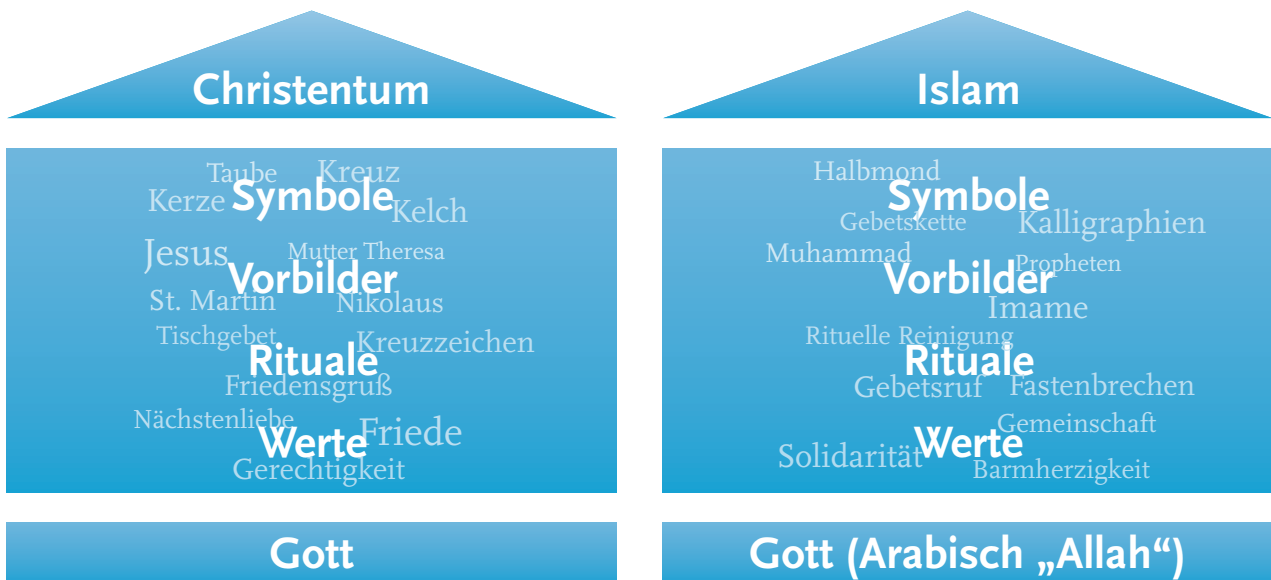 Christentum
Taube Kreuz
Symbole
Kerze Kelch
Jesus Mutter Theresa
Vorbilder
St. Martin Nikolaus
Tischgebet Kreuzzeichen
Rituale
Friedensgruß
Nächstenliebe Friede
Werte
Gerechtigkeit
Gott
Islam
Halbmond
Symbole
Gebetskette Kalligraphien
Muhammad Propheten
Vorbilder
Imame
Rituelle Reinigung
Rituale
Gebetsruf Fastenbrechen
Gemeinschaft
Werte
Solidarität Barmherzigkeit
Gott (Arabisch „Allah“)